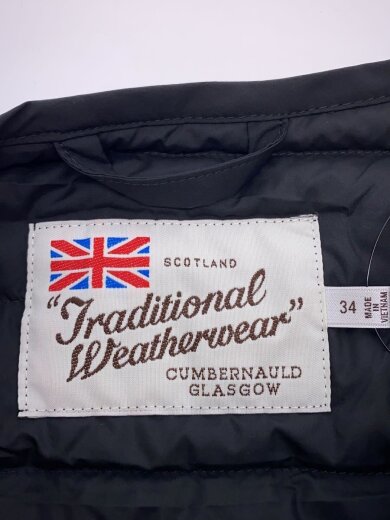 SCOTLAND
"Traditional
Weatherwear"
CUMBERNAULD
GLASGOW
34
MADE
IN
VIETNAM